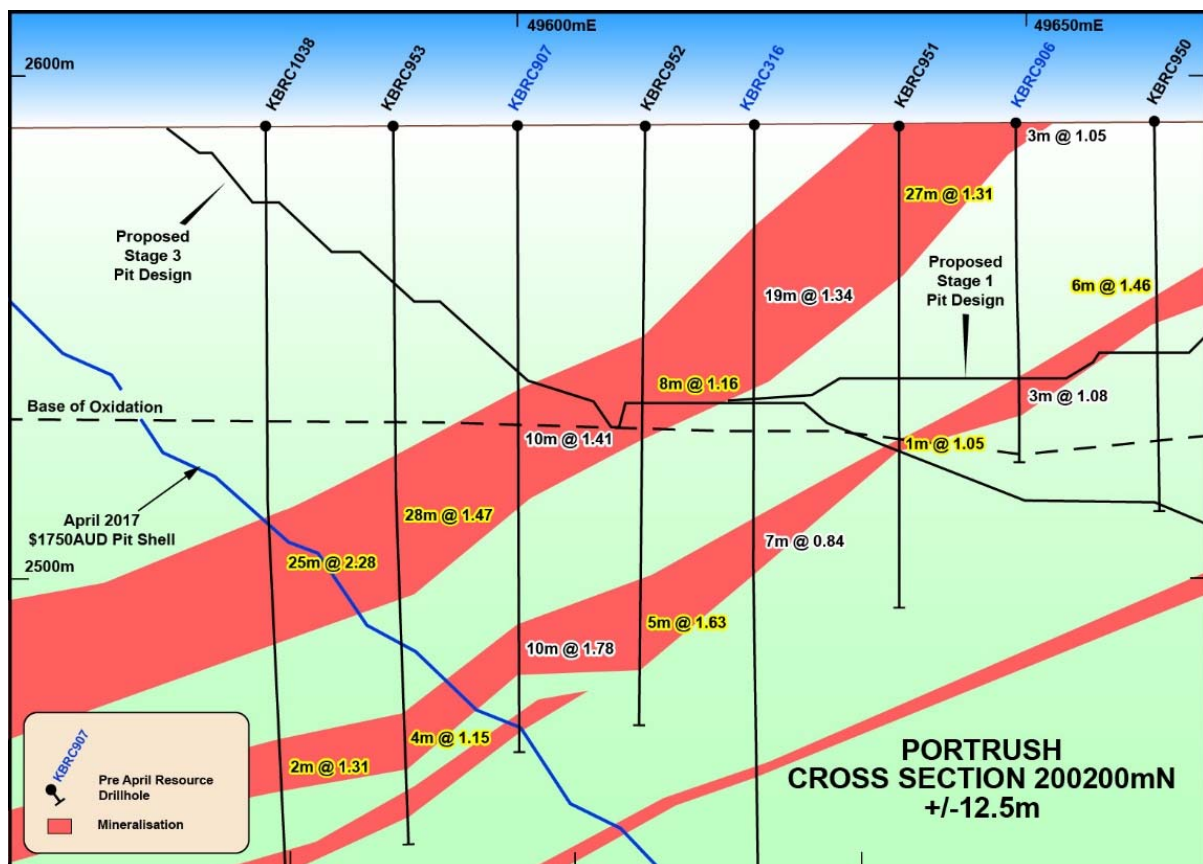 49600mE
49650mE
2600m
KBRC1038
KBRC953
KBRC907
KBRC952
KBRC316
KBRC951
KBRC906
KBRC950
3m @ 1.05
27m @ 1.31
Proposed
Stage 3
Pit Design
Proposed
Stage 1
Pit Design
6m @ 1.46
19m @ 1.34
8m @ 1.16
3m @ 1.08
Base of Oxidation
10m @ 1.41
1m @ 1.05
28m @ 1.47
April 2017
$1750AUD Pit Shell
7m @ 0.84
25m @ 2.28
2500m
5m @ 1.63
10m @ 1.78
4m @ 1.15
2m @ 1.31
KBRC907
Pre April Resource
Drillhole
Mineralisation
PORTRUSH
CROSS SECTION 200200mN
+/-12.5m